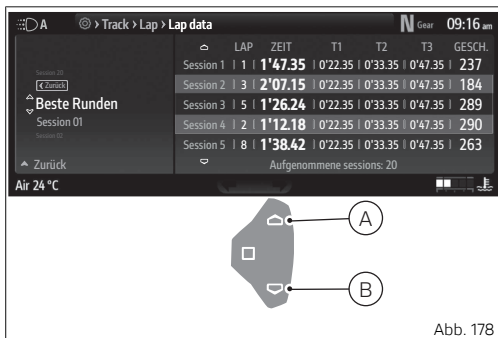 A Track › Lap › Lap data N Gear 09:16 am
LAP ZEIT T1 T2 T3 GESCH.
Session 1 | 1 | 1'47.35 | 0'22.35 | 0'33.35 | 0'47.35 | 237
Session 2 | 3 | 2'07.15 | 0'22.35 | 0'33.35 | 0'47.35 | 184
Session 3 | 5 | 1'26.24 | 0'22.35 | 0'33.35 | 0'47.35 | 289
Session 4 | 2 | 1'12.18 | 0'22.35 | 0'33.35 | 0'47.35 | 290
Session 5 | 8 | 1'38.42 | 0'22.35 | 0'33.35 | 0'47.35 | 263
Aufgenommene sessions: 20
Session 20
Zurück
Beste Runden
Session 01
Session 02
Zurück
Air 24 °C
A
B
Abb. 178